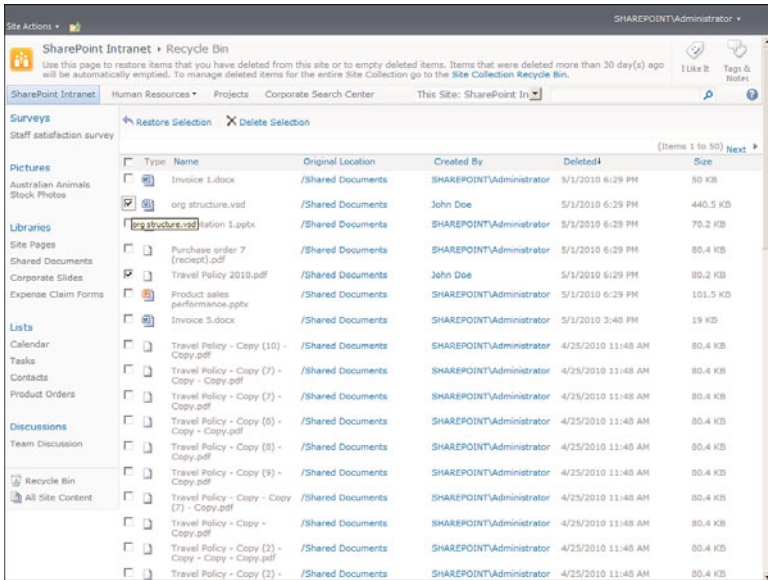 SHAREPOINT\Administrator
Site Actions
SharePoint Intranet ▸ Recycle Bin
Use this page to restore items that you have deleted from this site or to empty deleted items. Items that were deleted more than 30 day(s) ago
will be automatically emptied. To manage deleted items for the entire Site Collection go to the Site Collection Recycle Bin.
I Like It
Tags &
Notes
SharePoint Intranet Human Resources Projects Corporate Search Center This Site: SharePoint In
Surveys
Staff satisfaction survey
Pictures
Australian Animals
Stock Photos
Libraries
Site Pages
Shared Documents
Corporate Slides
Expense Claim Forms
Lists
Calendar
Tasks
Contacts
Product Orders
Discussions
Team Discussion
Recycle Bin
All Site Content
Restore Selection Delete Selection
(Items 1 to 50) Next
Type Name Original Location Created By Deleted Size
Invoice 1.docx /Shared Documents SHAREPOINT\Administrator 5/1/2010 6:29 PM 50 KB
org structure.vsd /Shared Documents John Doe 5/1/2010 6:29 PM 440.5 KB
org structure.vsd tation 1.pptx /Shared Documents SHAREPOINT\Administrator 5/1/2010 6:29 PM 70.2 KB
Purchase order 7 /Shared Documents SHAREPOINT\Administrator 5/1/2010 6:29 PM 80.4 KB
(reciept).pdf
Travel Policy 2010.pdf /Shared Documents John Doe 5/1/2010 6:29 PM 80.2 KB
Product sales /Shared Documents SHAREPOINT\Administrator 5/1/2010 6:29 PM 101.5 KB
performance.pptx
Invoice 5.docx /Shared Documents SHAREPOINT\Administrator 5/1/2010 3:48 PM 19 KB
Travel Policy - Copy (10) - /Shared Documents SHAREPOINT\Administrator 4/25/2010 11:48 AM 80.4 KB
Copy.pdf
Travel Policy - Copy (7) - /Shared Documents SHAREPOINT\Administrator 4/25/2010 11:48 AM 80.4 KB
Copy - Copy.pdf
Travel Policy - Copy (7) - /Shared Documents SHAREPOINT\Administrator 4/25/2010 11:48 AM 80.4 KB
Copy.pdf
Travel Policy - Copy (8) - /Shared Documents SHAREPOINT\Administrator 4/25/2010 11:48 AM 80.4 KB
Copy - Copy.pdf
Travel Policy - Copy (8) - /Shared Documents SHAREPOINT\Administrator 4/25/2010 11:48 AM 80.4 KB
Copy.pdf
Travel Policy - Copy (9) - /Shared Documents SHAREPOINT\Administrator 4/25/2010 11:48 AM 80.4 KB
Copy.pdf
Travel Policy - Copy - Copy /Shared Documents SHAREPOINT\Administrator 4/25/2010 11:48 AM 80.4 KB
(7) - Copy.pdf
Travel Policy - Copy - /Shared Documents SHAREPOINT\Administrator 4/25/2010 11:48 AM 80.4 KB
Copy.pdf
Travel Policy - Copy (2) - /Shared Documents SHAREPOINT\Administrator 4/25/2010 11:48 AM 80.4 KB
Copy - Copy - Copy.pdf
Travel Policy - Copy (2) - /Shared Documents SHAREPOINT\Administrator 4/25/2010 11:48 AM 80.4 KB